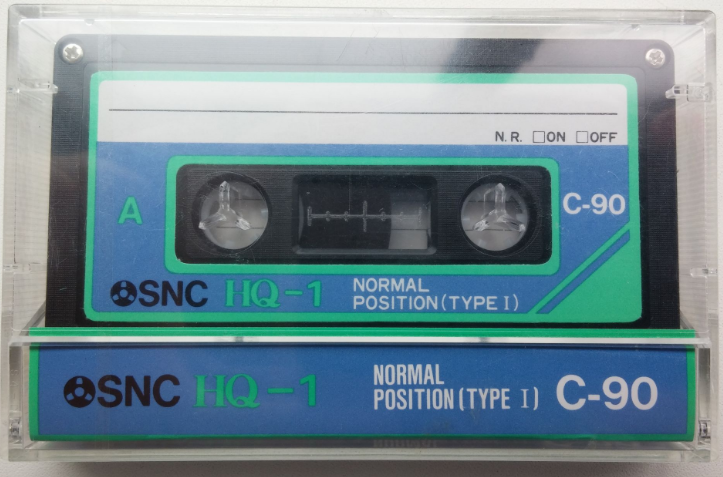 N.R. □ON □OFF
A
C-90
SNC HQ-1 NORMAL
POSITION(TYPE I)
SNC HQ-1 NORMAL
POSITION(TYPE I) C-90